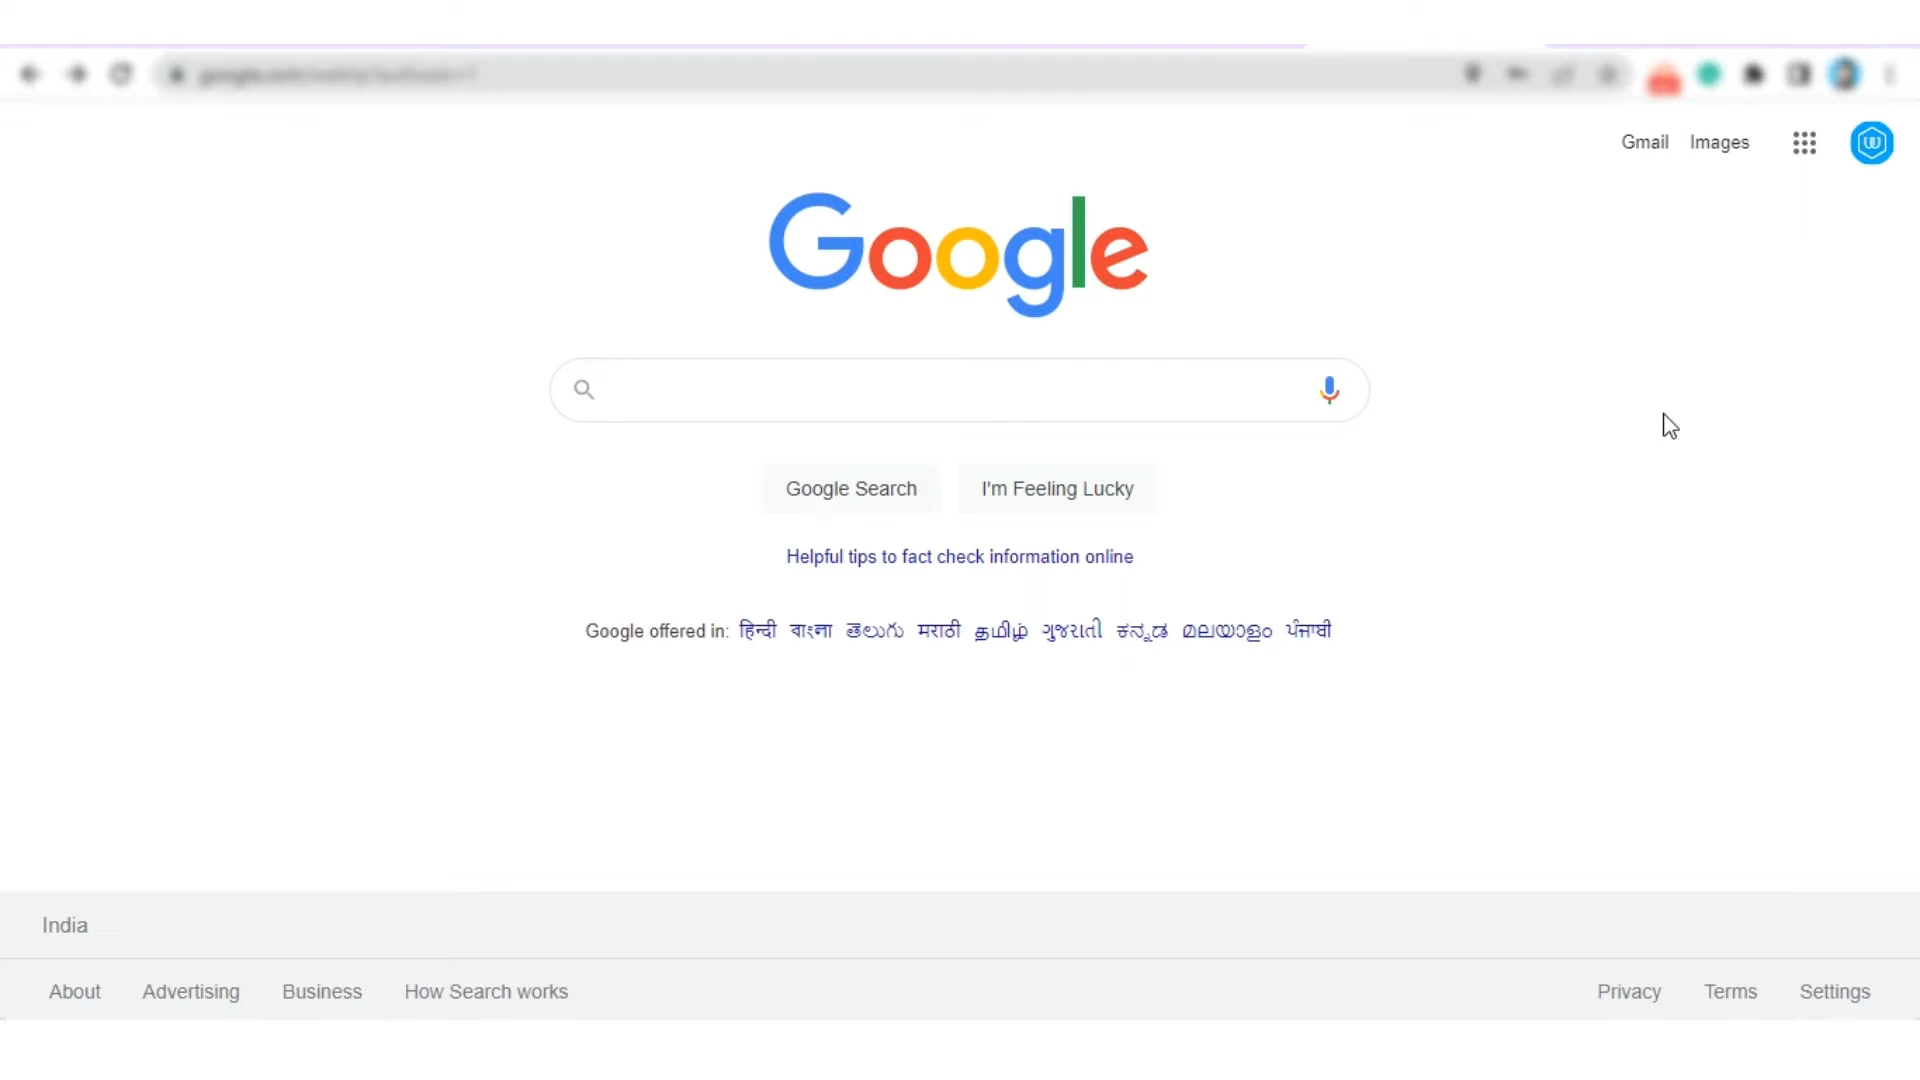 Gmail Images
Google
Google Search I'm Feeling Lucky
Helpful tips to fact check information online
Google offered in: हिन्दी বাংলা తెలుగు मराठी தமிழ் ગુજરાતી ಕನ್ನಡ മലയാളം ਪੰਜਾਬੀ
India
About Advertising Business How Search works Privacy Terms Settings